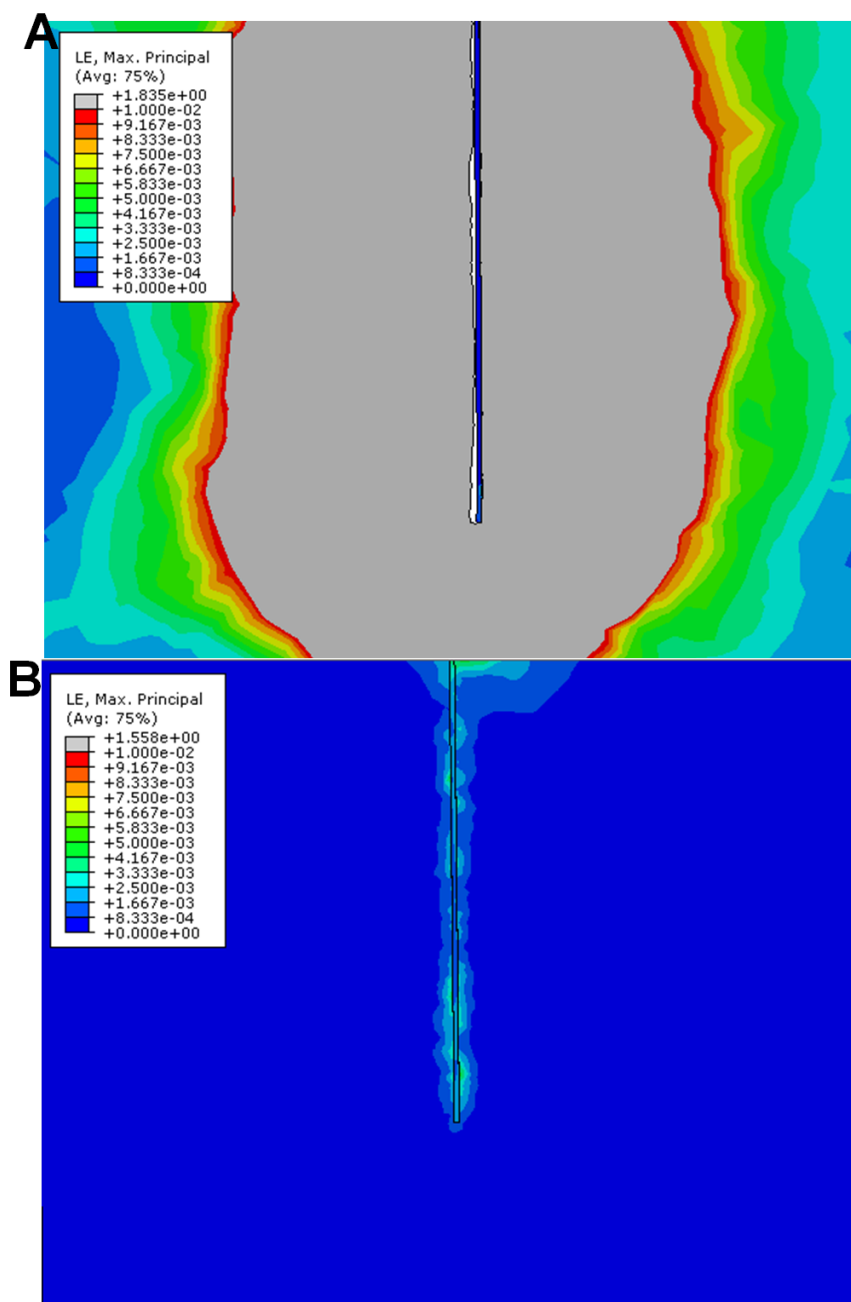 A
LE, Max. Principal
(Avg: 75%)
+1.835e+00
+1.000e-02
+9.167e-03
+8.333e-03
+7.500e-03
+6.667e-03
+5.833e-03
+5.000e-03
+4.167e-03
+3.333e-03
+2.500e-03
+1.667e-03
+8.333e-04
+0.000e+00
B
LE, Max. Principal
(Avg: 75%)
+1.558e+00
+1.000e-02
+9.167e-03
+8.333e-03
+7.500e-03
+6.667e-03
+5.833e-03
+5.000e-03
+4.167e-03
+3.333e-03
+2.500e-03
+1.667e-03
+8.333e-04
+0.000e+00